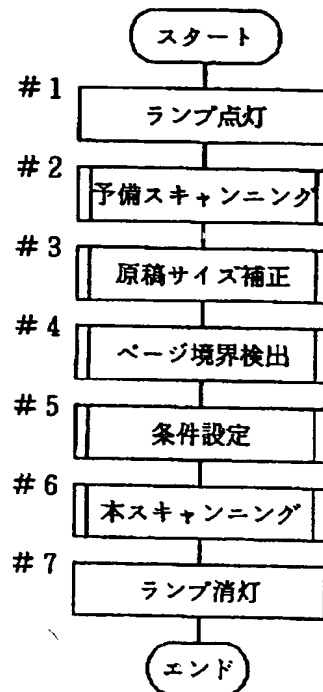 スタート
#1
ランプ点灯
#2
予備スキャンニング
#3
原稿サイズ補正
#4
ページ境界検出
#5
条件設定
#6
本スキャンニング
#7
ランプ消灯
エンド